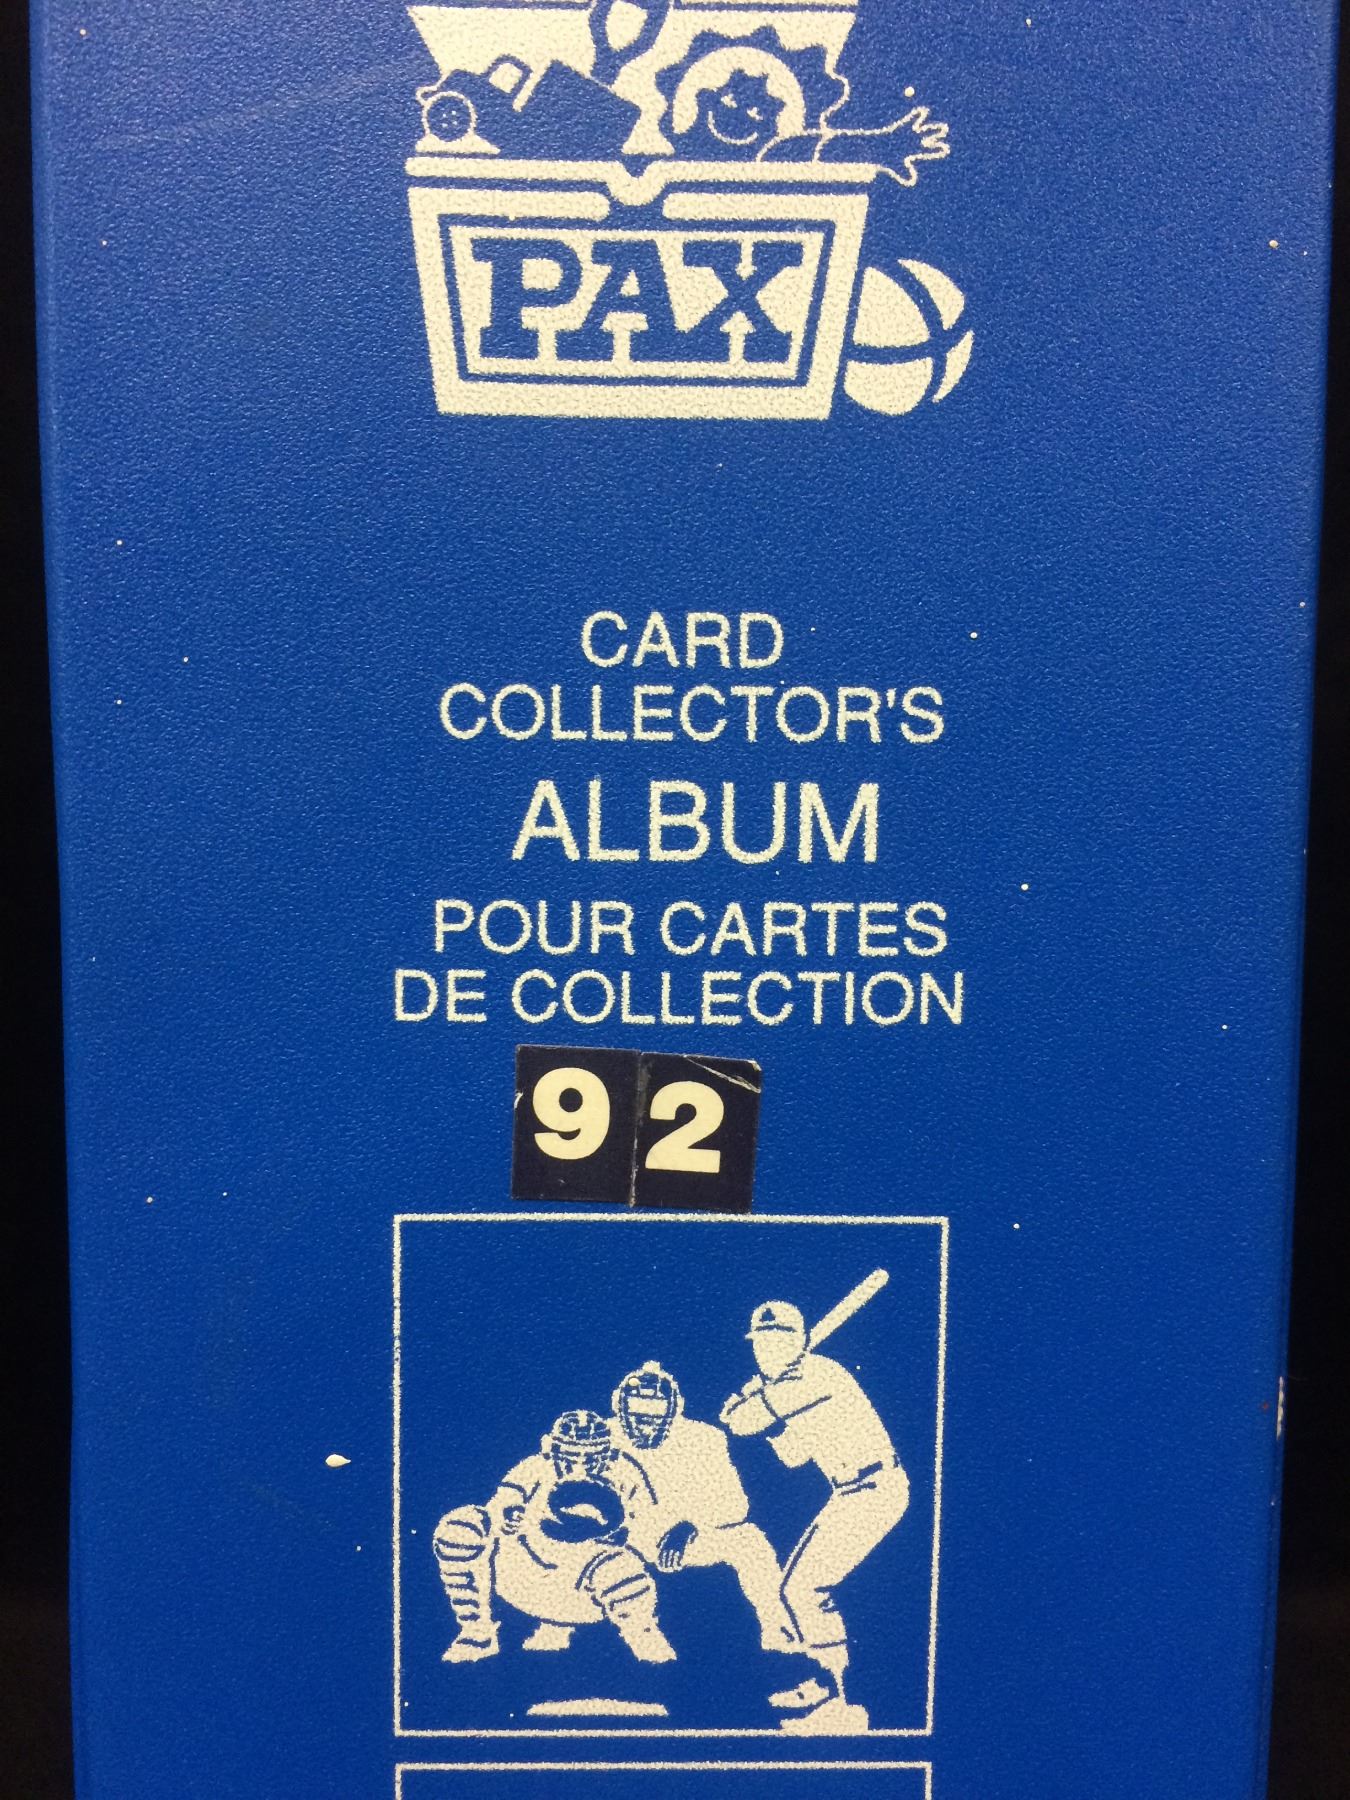 PAX
CARD
COLLECTOR'S
ALBUM
POUR CARTES
DE COLLECTION
92